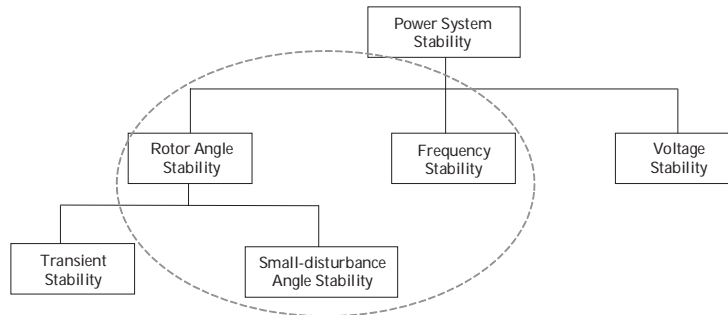 Power System
Stability
Rotor Angle
Stability
Frequency
Stability
Voltage
Stability
Transient
Stability
Small-disturbance
Angle Stability